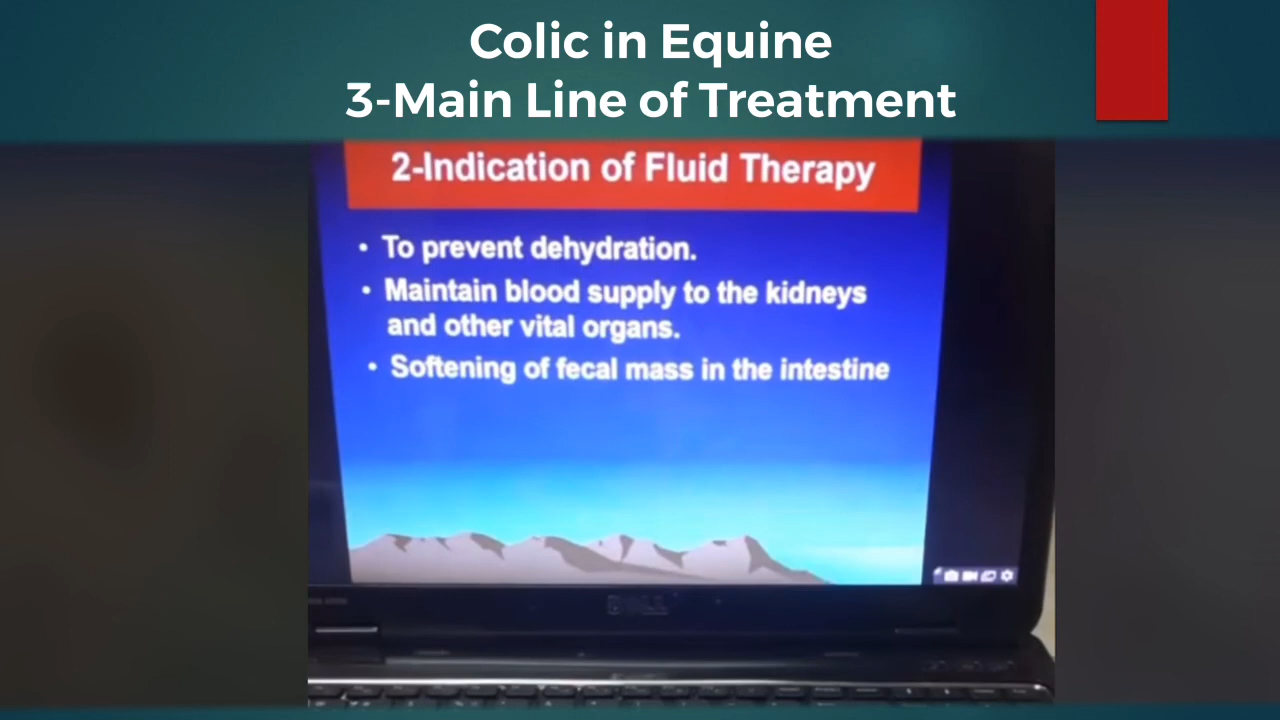 Colic in Equine
3-Main Line of Treatment
2-Indication of Fluid Therapy
• To prevent dehydration.
• Maintain blood supply to the kidneys
and other vital organs.
• Softening of fecal mass in the intestine
DELL